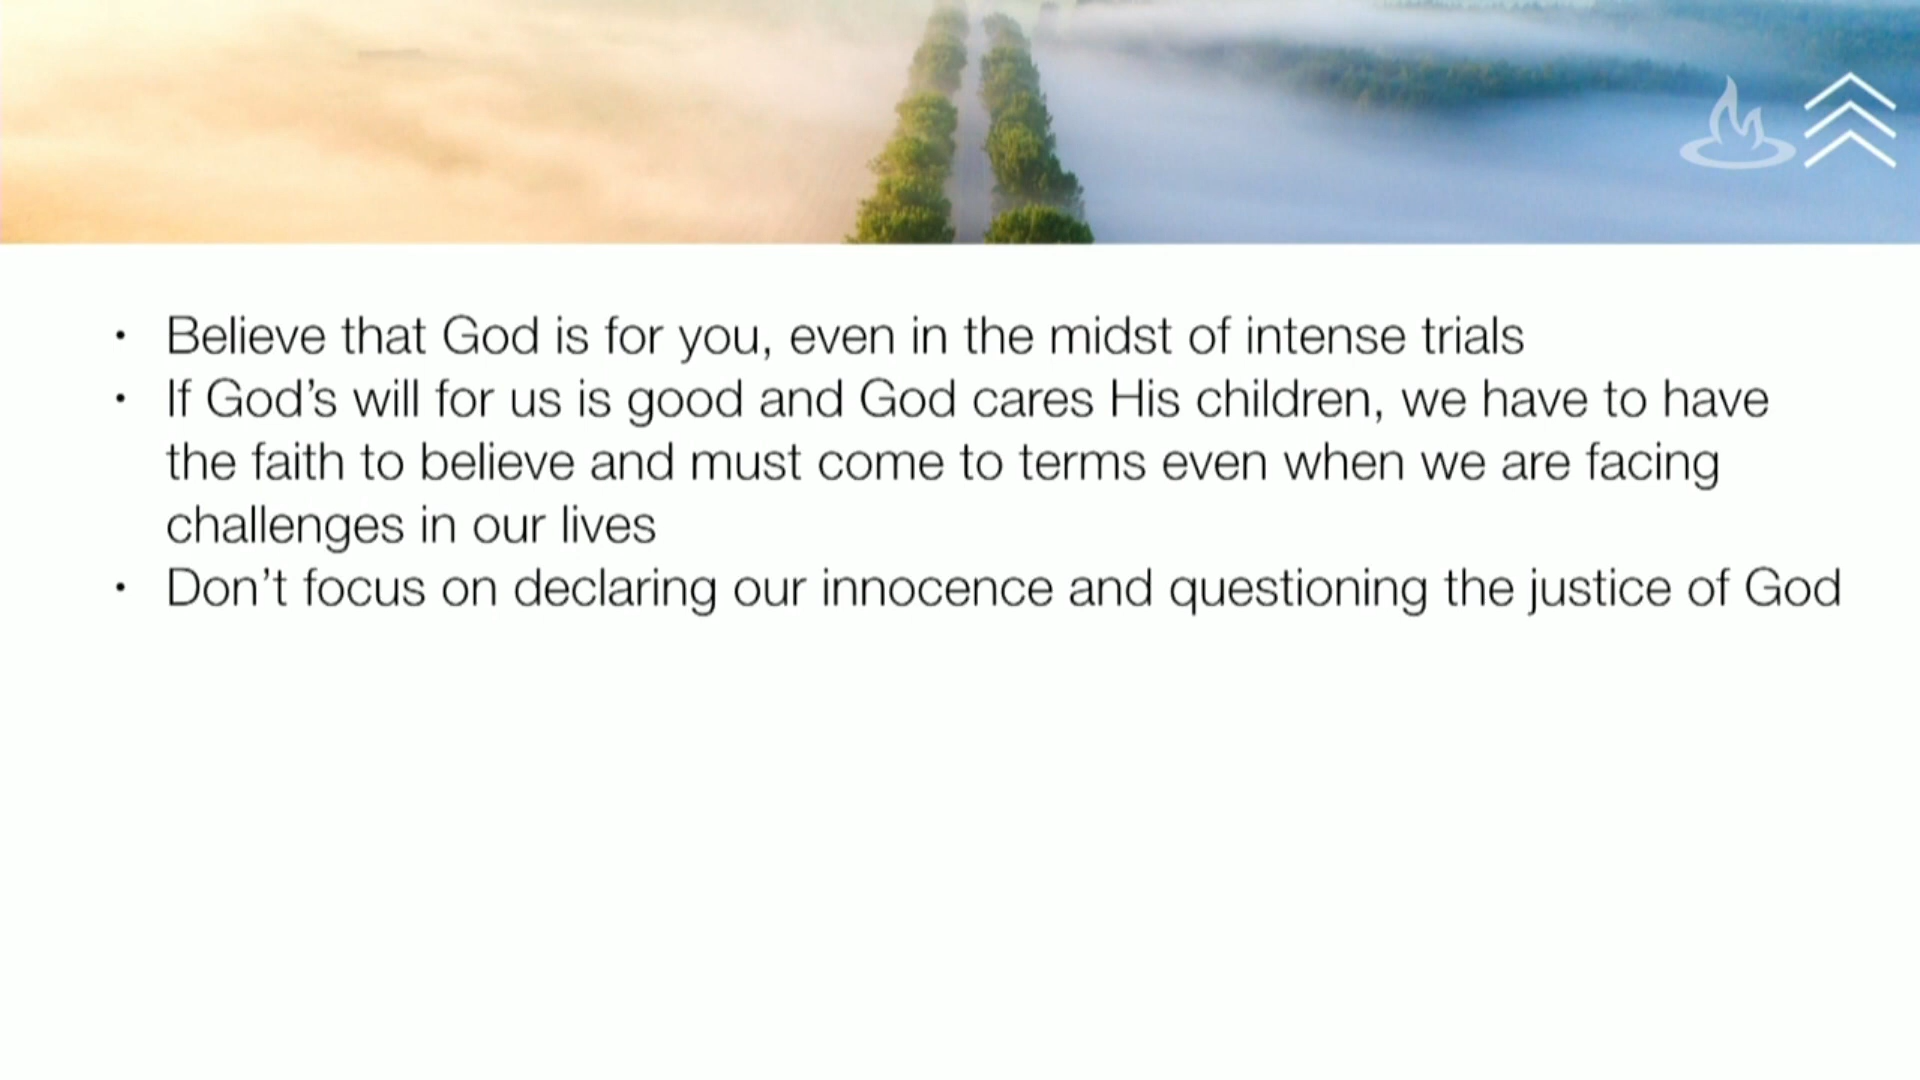 • Believe that God is for you, even in the midst of intense trials
• If God’s will for us is good and God cares His children, we have to have
the faith to believe and must come to terms even when we are facing
challenges in our lives
• Don’t focus on declaring our innocence and questioning the justice of God